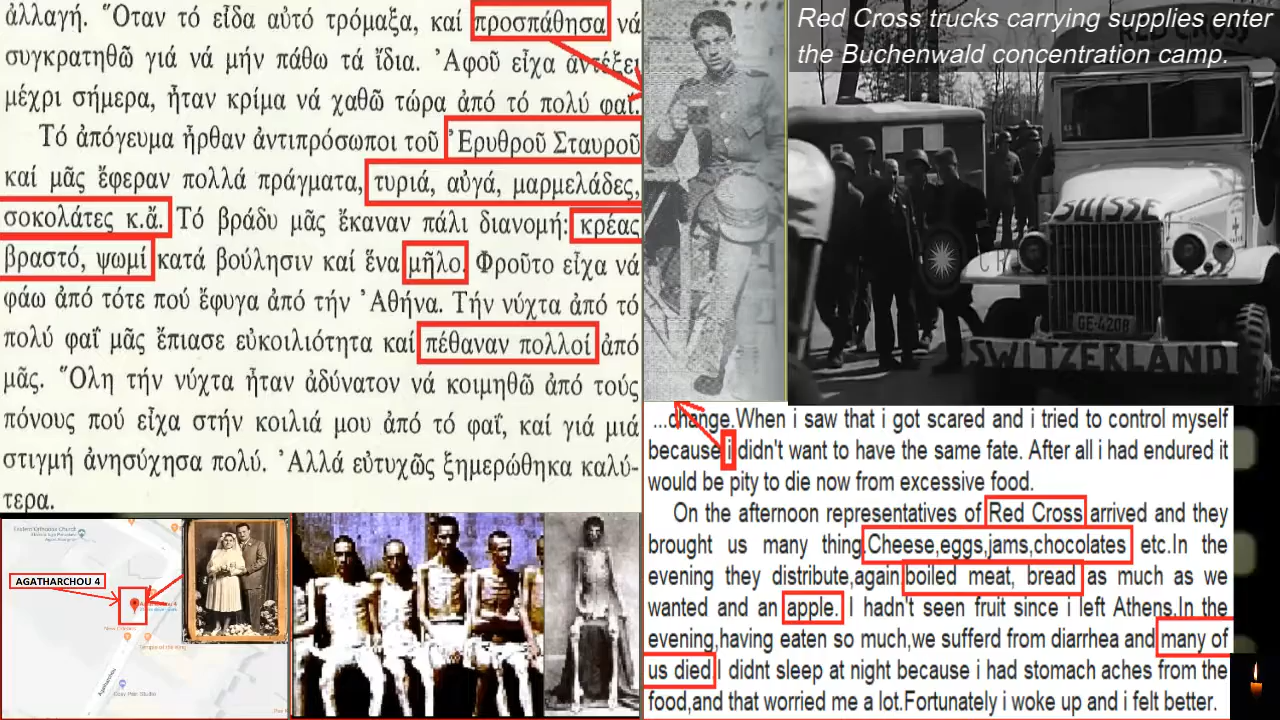 ἀλλαγή. Ὅταν τό εἶδα αὐτό τρόμαξα, καί προσπάθησα νά
συγκρατηθῶ γιά νά μήν πάθω τά ἴδια. Ἀφοῦ εἶχα ἀντέξει
μέχρι σήμερα, ἦταν κρίμα νά χαθῶ τώρα ἀπό τό πολύ φαΐ.
Τό ἀπόγευμα ἦρθαν ἀντιπρόσωποι τοῦ Ἐρυθροῦ Σταυροῦ
καί μᾶς ἔφεραν πολλά πράγματα, τυριά, αὐγά, μαρμελάδες,
σοκολάτες κ.ἄ. Τό βράδυ μᾶς ἔκαναν πάλι διανομή: κρέας
βραστό, ψωμί κατά βούλησιν καί ἕνα μῆλο. Φροῦτο εἶχα νά
φάω ἀπό τότε πού ἔφυγα ἀπό τήν Ἀθήνα. Τήν νύχτα ἀπό τό
πολύ φαΐ μᾶς ἔπιασε εὐκοιλιότητα καί πέθαναν πολλοί ἀπό
μᾶς. Ὅλη τήν νύχτα ἦταν ἀδύνατον νά κοιμηθῶ ἀπό τούς
πόνους πού εἶχα στήν κοιλιά μου ἀπό τό φαΐ, καί γιά μιά
στιγμή ἀνησύχησα πολύ. Ἀλλά εὐτυχῶς ξημερώθηκα καλύ-
τερα.
Red Cross trucks carrying supplies enter
the Buchenwald concentration camp.
RED CROSS
SUISSE
GE-4208
SWITZERLAND
...change.When i saw that i got scared and i tried to control myself
because i didn't want to have the same fate. After all i had endured it
would be pity to die now from excessive food.
On the afternoon representatives of Red Cross arrived and they
brought us many thing.Cheese,eggs,jams,chocolates etc.In the
evening they distribute,again boiled meat, bread as much as we
wanted and an apple. I hadn't seen fruit since i left Athens.In the
evening,having eaten so much,we sufferd from diarrhea and many of
us died.I didnt sleep at night because i had stomach aches from the
food,and that worried me a lot.Fortunately i woke up and i felt better.
AGATHARCHOU 4